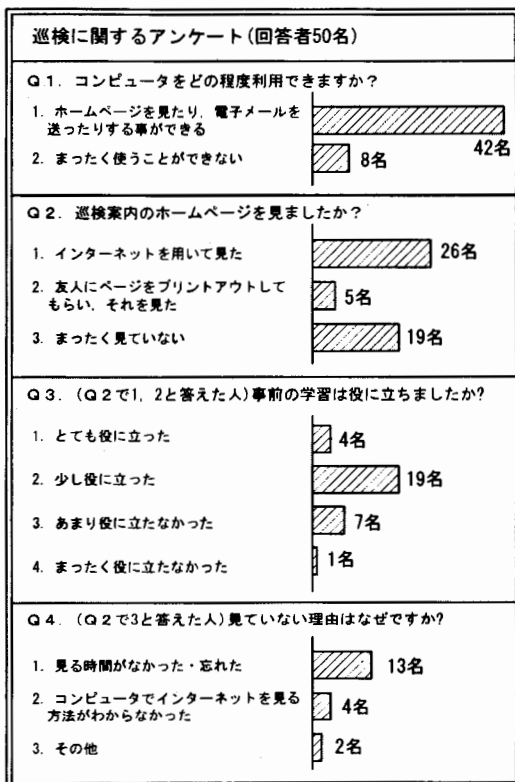 巡検に関するアンケート(回答者50名)
Q1. コンピュータをどの程度利用できますか?
1. ホームページを見たり,電子メールを
送ったりする事ができる
42名
2. まったく使うことができない
8名
Q2. 巡検案内のホームページを見ましたか?
1. インターネットを用いて見た
26名
2. 友人にページをプリントアウトして
もらい,それを見た
5名
3. まったく見ていない
19名
Q3. (Q2で1, 2と答えた人)事前の学習は役に立ちましたか?
1. とても役に立った
4名
2. 少し役に立った
19名
3. あまり役に立たなかった
7名
4. まったく役に立たなかった
1名
Q4. (Q2で3と答えた人)見ていない理由はなぜですか?
1. 見る時間がなかった・忘れた
13名
2. コンピュータでインターネットを見る
方法がわからなかった
4名
3. その他
2名